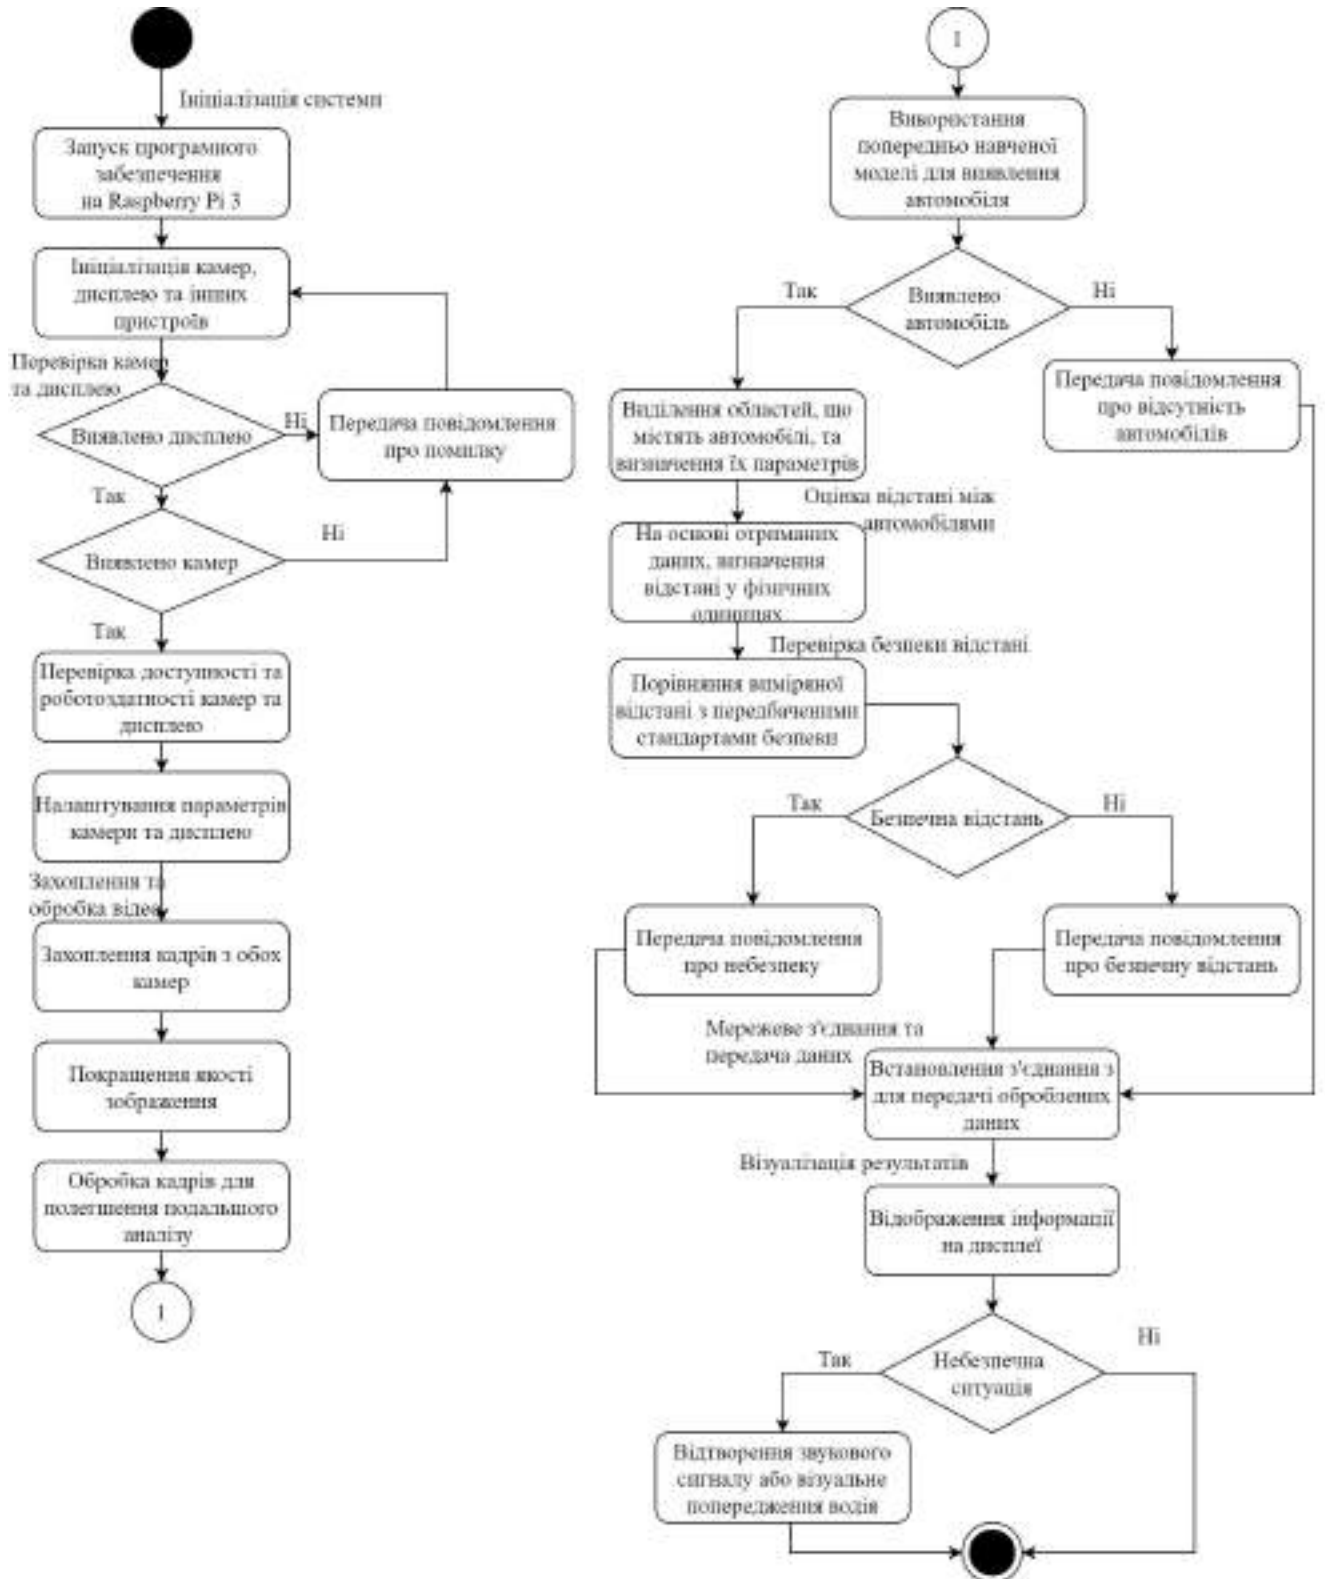 Ініціалізація системи
Запуск програмного
забезпечення
на Raspberry Pi 3
Ініціалізація камер,
дисплею та інших
пристроїв
Перевірка камер
та дисплею
Виявлено дисплею
Ні
Передача повідомлення
про помилку
Так
Виявлено камер
Ні
Так
Перевірка доступності та
роботоздатності камер та
дисплею
Налаштування параметрів
камери та дисплею
Захоплення та
обробка відео
Захоплення кадрів з обох
камер
Покращення якості
зображення
Обробка кадрів для
полегшення подальшого
аналізу
1
1
Використання
попередньо навченої
моделі для виявлення
автомобіля
Так
Виявлено
автомобіль
Ні
Виділення областей, що
містять автомобілі, та
визначення їх параметрів
Передача повідомлення
про відсутність
автомобілів
Оцінка відстані між
автомобілями
На основі отриманих
даних, визначення
відстані у фізичних
одиницях
Перевірка безпеки відстані
Порівняння виміряної
відстані з передбаченими
стандартами безпеви
Так
Безпечна відстань
Ні
Передача повідомлення
про небезпеку
Передача повідомлення
про безпечну відстань
Мережеве з'єднання та
передача даних
Встановлення з'єднання з
для передачі оброблених
даних
Візуалізація результатів
Відображення інформації
на дисплеї
Так
Небезпечна
ситуація
Ні
Відтворення звукового
сигналу або візуальне
попередження водія